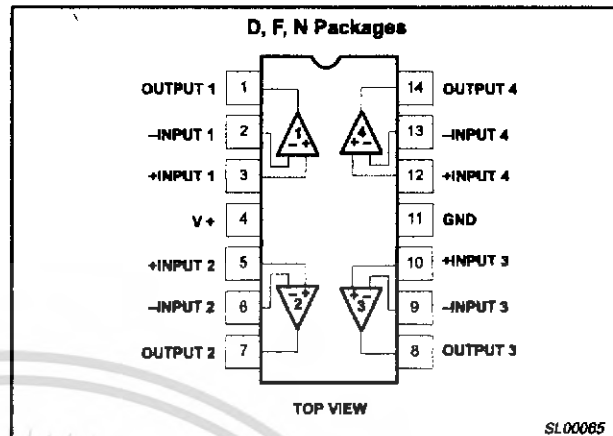 D, F, N Packages
OUTPUT 1 1 14 OUTPUT 4
–INPUT 1 2 13 –INPUT 4
+INPUT 1 3 12 +INPUT 4
V + 4 11 GND
+INPUT 2 5 10 +INPUT 3
–INPUT 2 6 9 –INPUT 3
OUTPUT 2 7 8 OUTPUT 3
1 – +
4 + –
– + 2
+ – 3
TOP VIEW
SL00065